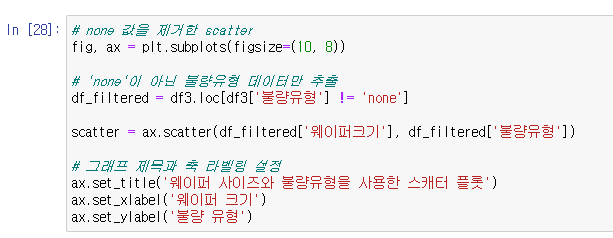 In [28]:
# none 값을 제거한 scatter
fig, ax = plt.subplots(figsize=(10, 8))
# 'none'이 아닌 불량유형 데이터만 추출
df_filtered = df3.loc[df3['불량유형'] != 'none']
scatter = ax.scatter(df_filtered['웨이퍼크기'], df_filtered['불량유형'])
# 그래프 제목과 축 라벨링 설정
ax.set_title('웨이퍼 사이즈와 불량유형을 사용한 스캐터 플롯')
ax.set_xlabel('웨이퍼 크기')
ax.set_ylabel('불량 유형')